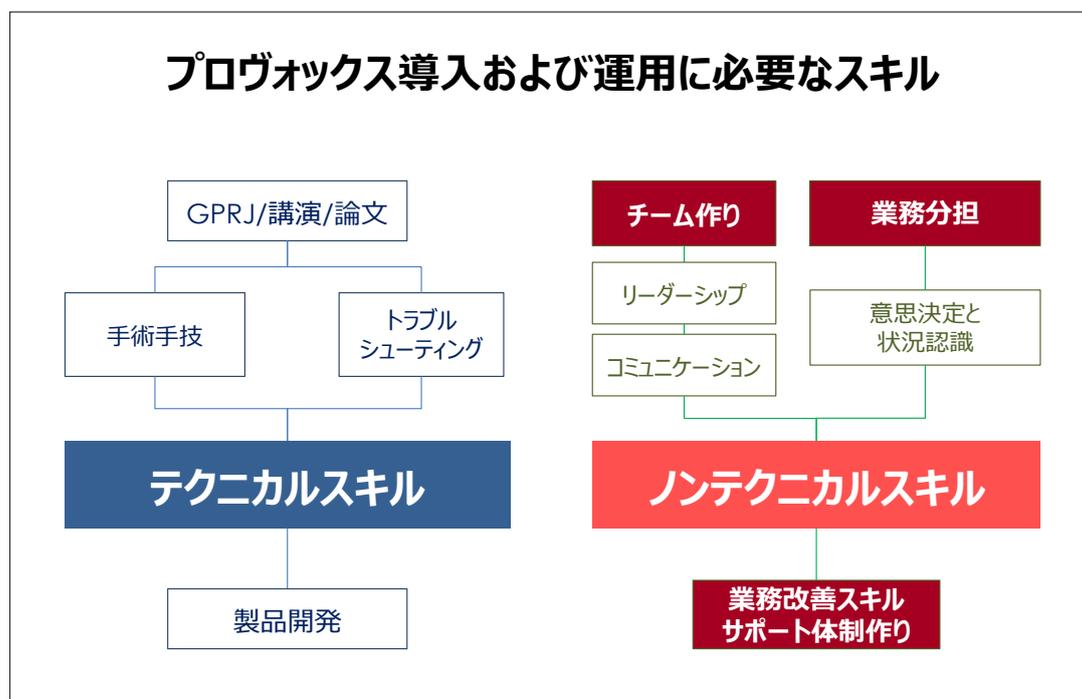 プロヴォックス導入および運用に必要なスキル
GPRJ/講演/論文
手術手技
トラブル
シューティング
テクニカルスキル
製品開発
チーム作り
業務分担
リーダーシップ
コミュニケーション
意思決定と
状況認識
ノンテクニカルスキル
業務改善スキル
サポート体制作り